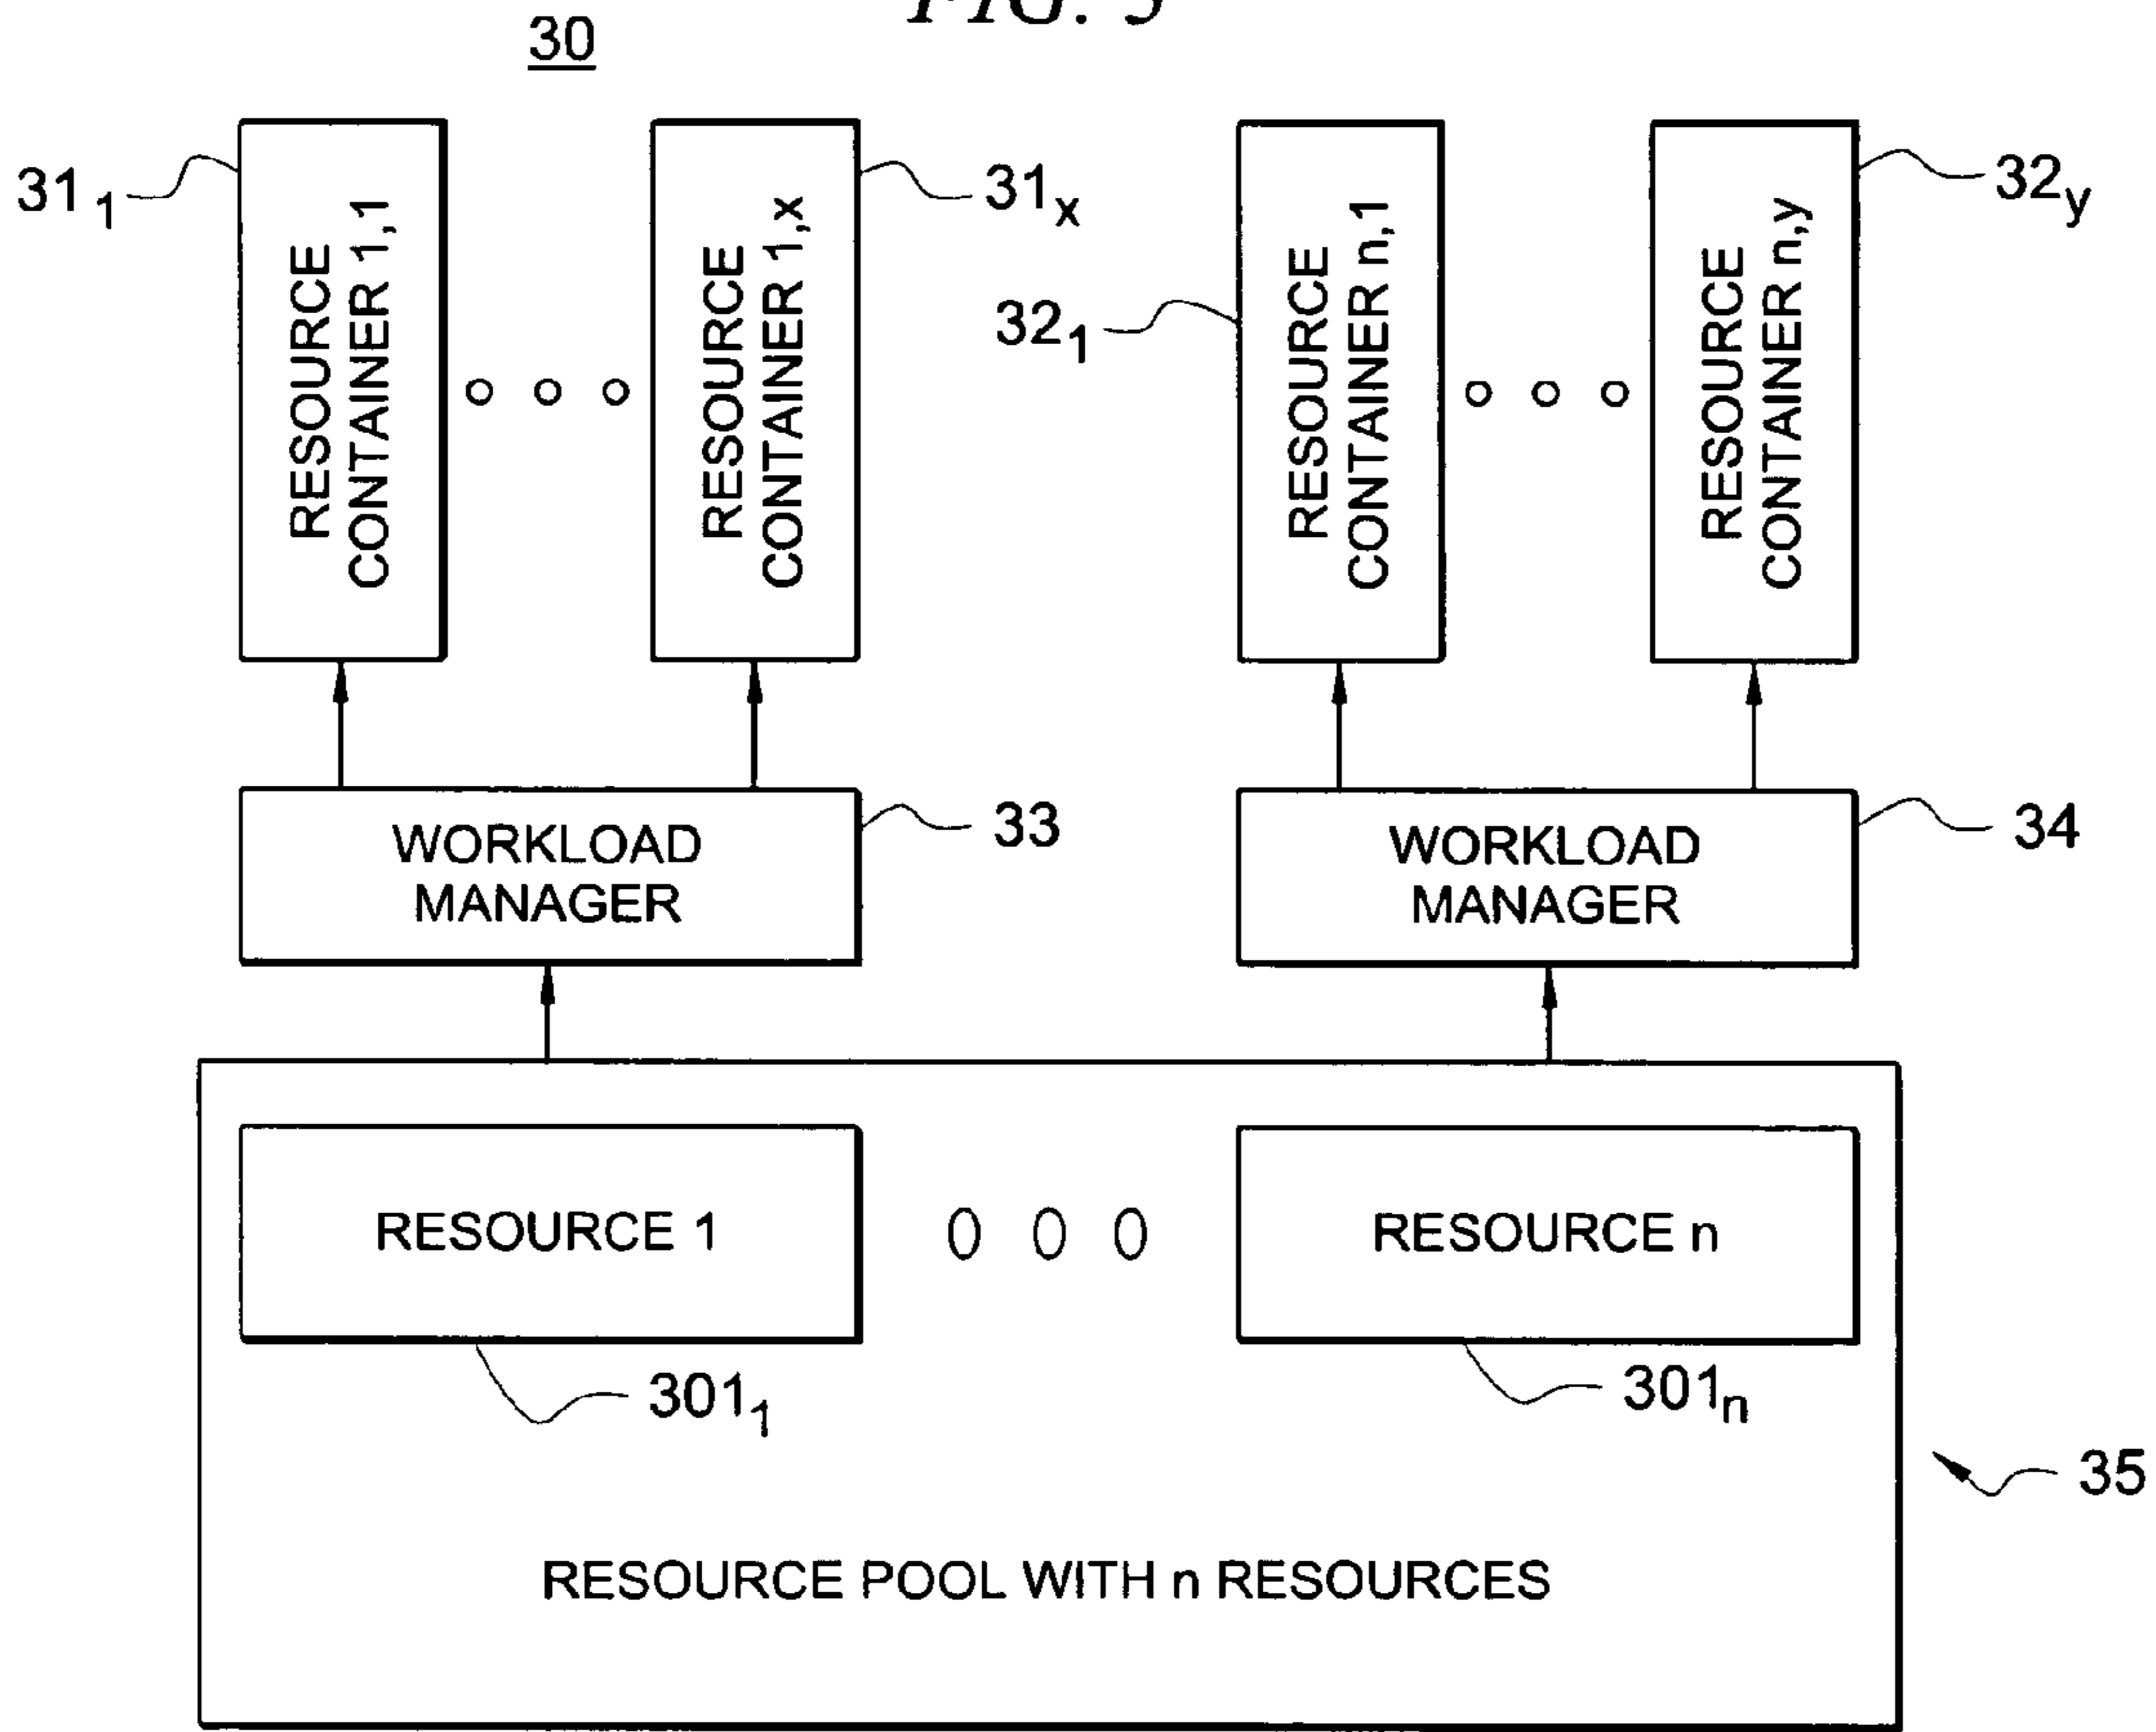 30
31₁
RESOURCE
CONTAINER 1,1
RESOURCE
CONTAINER 1,x
31ₓ
32₁
RESOURCE
CONTAINER n,1
RESOURCE
CONTAINER n,y
32y
WORKLOAD
MANAGER
33
WORKLOAD
MANAGER
34
RESOURCE 1
RESOURCE n
301₁
301ₙ
35
RESOURCE POOL WITH n RESOURCES